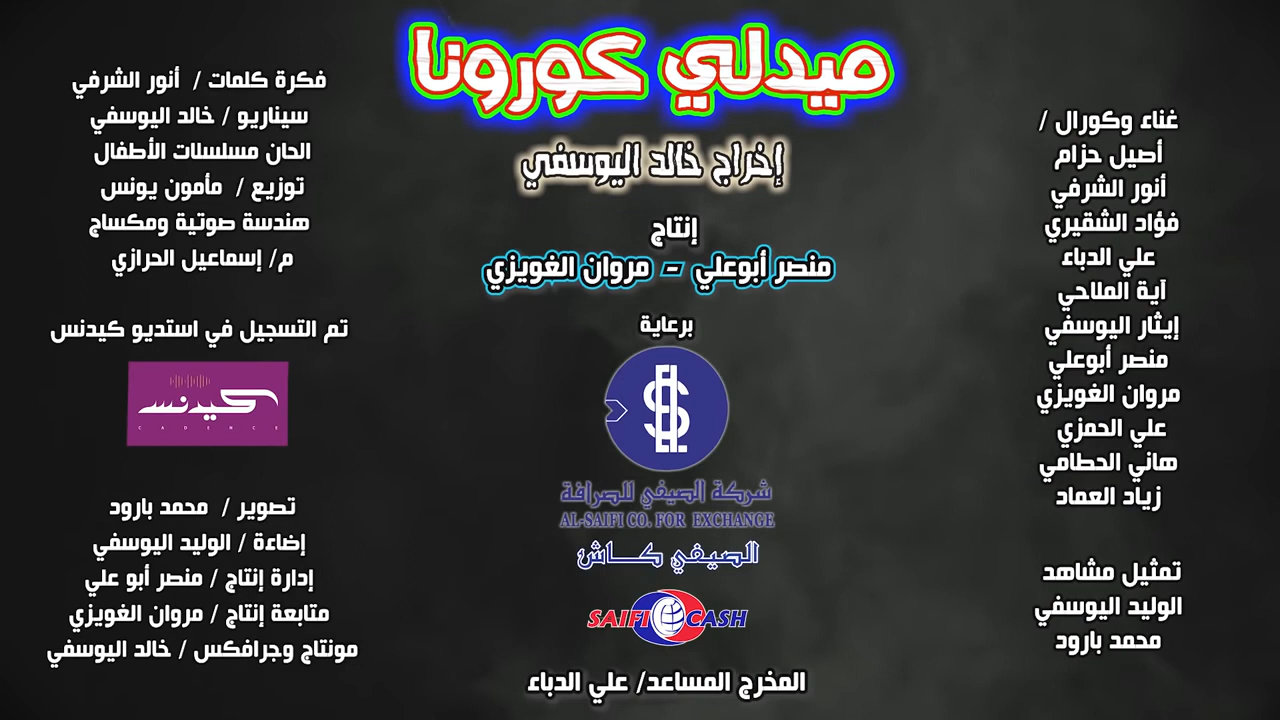 ميدلي كورونا
إخراج خالد اليوسفي
إنتاج
منصر أبوعلي - مروان الغويزي
برعاية
شركة الصيفي للصرافة
AL-SAIFI CO. FOR EXCHANGE
الصيفي كاش
SAIFI CASH
المخرج المساعد/ علي الدباء
غناء وكورال /
أصيل حزام
أنور الشرفي
فؤاد الشقيري
علي الدباء
آية الملاحي
إيثار اليوسفي
منصر أبوعلي
مروان الغويزي
علي الحمزي
هاني الحطامي
زياد العماد
تمثيل مشاهد
الوليد اليوسفي
محمد بارود
فكرة كلمات / أنور الشرفي
سيناريو / خالد اليوسفي
الحان مسلسلات الأطفال
توزيع / مأمون يونس
هندسة صوتية ومكساج
م/ إسماعيل الحرازي
تم التسجيل في استديو كيدنس
كيدنس
CADENCE
تصوير / محمد بارود
إضاءة / الوليد اليوسفي
إدارة إنتاج / منصر أبو علي
متابعة إنتاج / مروان الغويزي
مونتاج وجرافكس / خالد اليوسفي